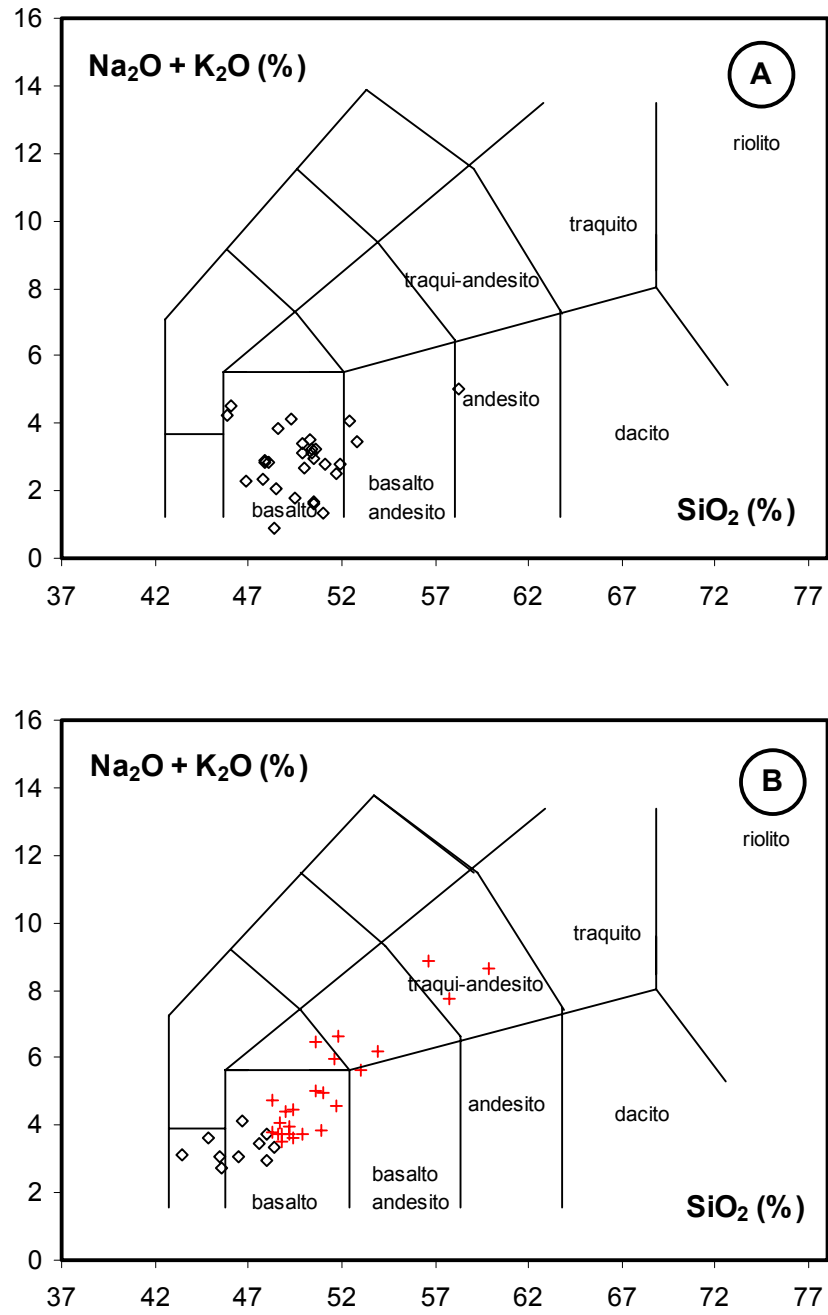 16
Na₂O + K₂O (%)
A
14
riolito
12
10
traquito
8
traqui-andesito
6
andesito
4
dacito
basalto
andesito
2
basalto
SiO₂ (%)
0
37 42 47 52 57 62 67 72 77
16
Na₂O + K₂O (%)
B
14
riolito
12
10
traquito
8
traqui-andesito
6
andesito
dacito
4
basalto
2
basalto
andesito
SiO₂ (%)
0
37 42 47 52 57 62 67 72 77